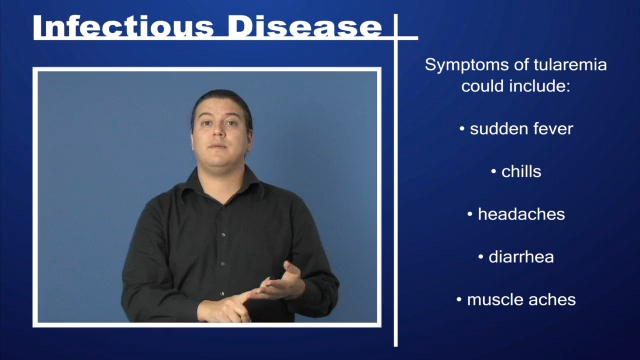 Infectious Disease
Symptoms of tularemia
could include:
• sudden fever
• chills
• headaches
• diarrhea
• muscle aches